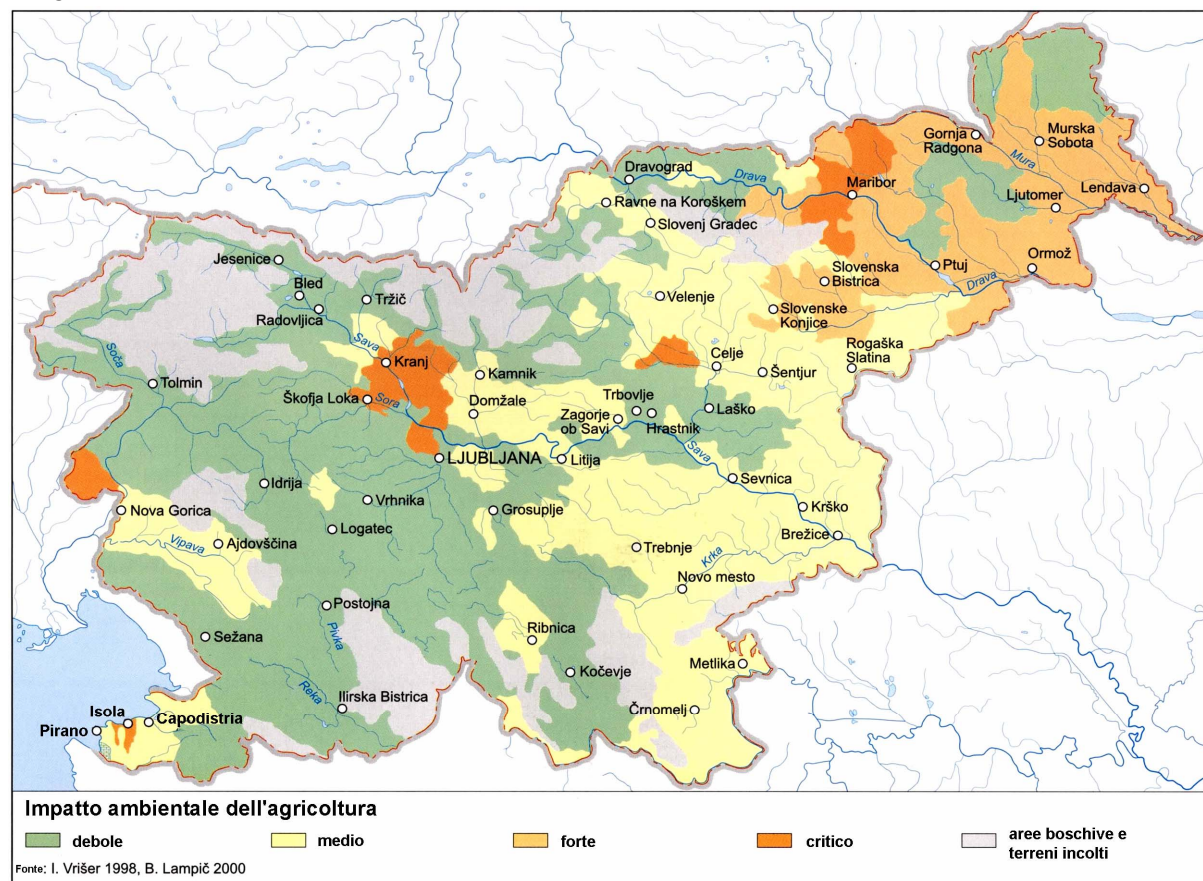 Gornja
Radgona
Murska
Sobota
Mura
Dravograd
Drava
Maribor
Ljutomer
Lendava
Ravne na Koroškem
Slovenj Gradec
Ormož
Jesenice
Ptuj
Drava
Bled
Tržič
Velenje
Slovenska
Bistrica
Radovljica
Slovenske
Konjice
Sava
Rogaška
Slatina
Soča
Kranj
Celje
Šentjur
Tolmin
Kamnik
Škofja Loka
Sora
Domžale
Trbovlje
Laško
Zagorje
ob Savi
Hrastnik
Sava
LJUBLJANA
Litija
Sevnica
Idrija
Vrhnika
Nova Gorica
Grosuplje
Krško
Logatec
Brežice
Vipava
Ajdovščina
Trebnje
Krka
Novo mesto
Postojna
Pivka
Sežana
Ribnica
Metlika
Kočevje
Reka
Ilirska Bistrica
Črnomelj
Isola
Capodistria
Pirano
Impatto ambientale dell'agricoltura
debole
medio
forte
critico
aree boschive e
terreni incolti
Fonte: I. Vrišer 1998, B. Lampič 2000